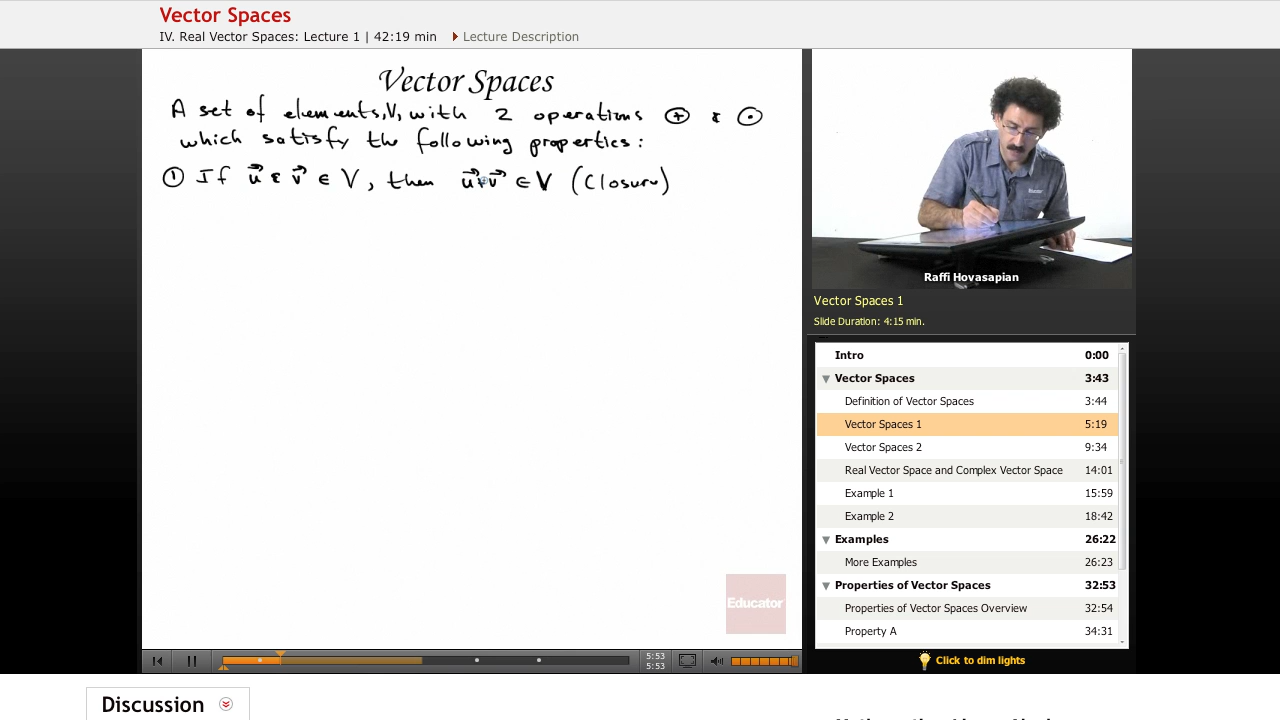 Vector Spaces
IV. Real Vector Spaces: Lecture 1 | 42:19 min Lecture Description
Vector Spaces
A set of elements, V, with 2 operations ⊕ & ⊙
which satisfy the following properties:
① If u⃗ & v⃗ ∈ V, then u⃗+v⃗ ∈ V (Closure)
Educator
5:53
5:53
Raffi Hovasapian
Vector Spaces 1
Slide Duration: 4:15 min.
Intro 0:00
Vector Spaces 3:43
Definition of Vector Spaces 3:44
Vector Spaces 1 5:19
Vector Spaces 2 9:34
Real Vector Space and Complex Vector Space 14:01
Example 1 15:59
Example 2 18:42
Examples 26:22
More Examples 26:23
Properties of Vector Spaces 32:53
Properties of Vector Spaces Overview 32:54
Property A 34:31
Click to dim lights
Discussion